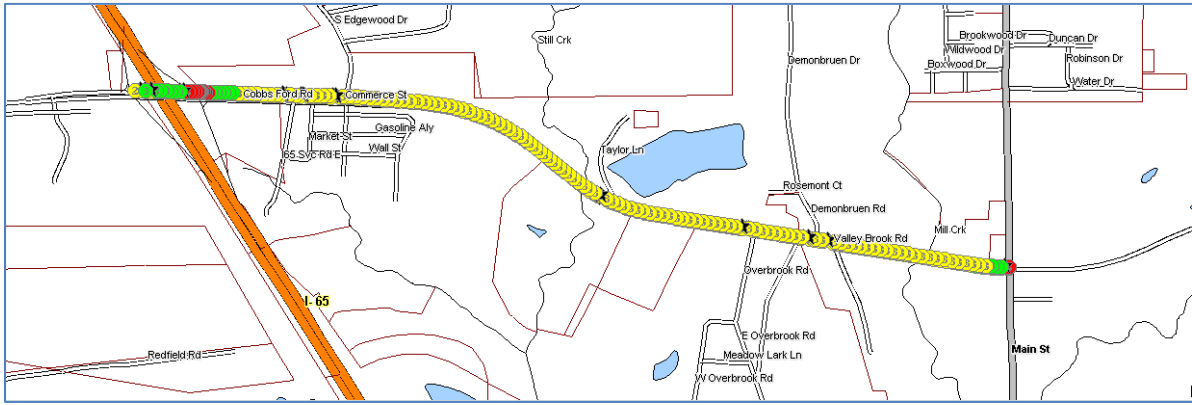 S Edgewood Dr
Still Crk
Demonbruen Dr
Brookwood Dr
Duncan Dr
Wildwood Dr
Robinson Dr
Boxwood Dr
Water Dr
Cobbs Ford Rd
Commerce St
Gasoline Aly
Market St
Wall St
I65 Svc Rd E
Taylor Ln
Rosemont Ct
Demonbruen Rd
Mill Crk
Valley Brook Rd
Overbrook Rd
I- 65
E Overbrook Rd
Redfield Rd
Meadow Lark Ln
Main St
W Overbrook Rd